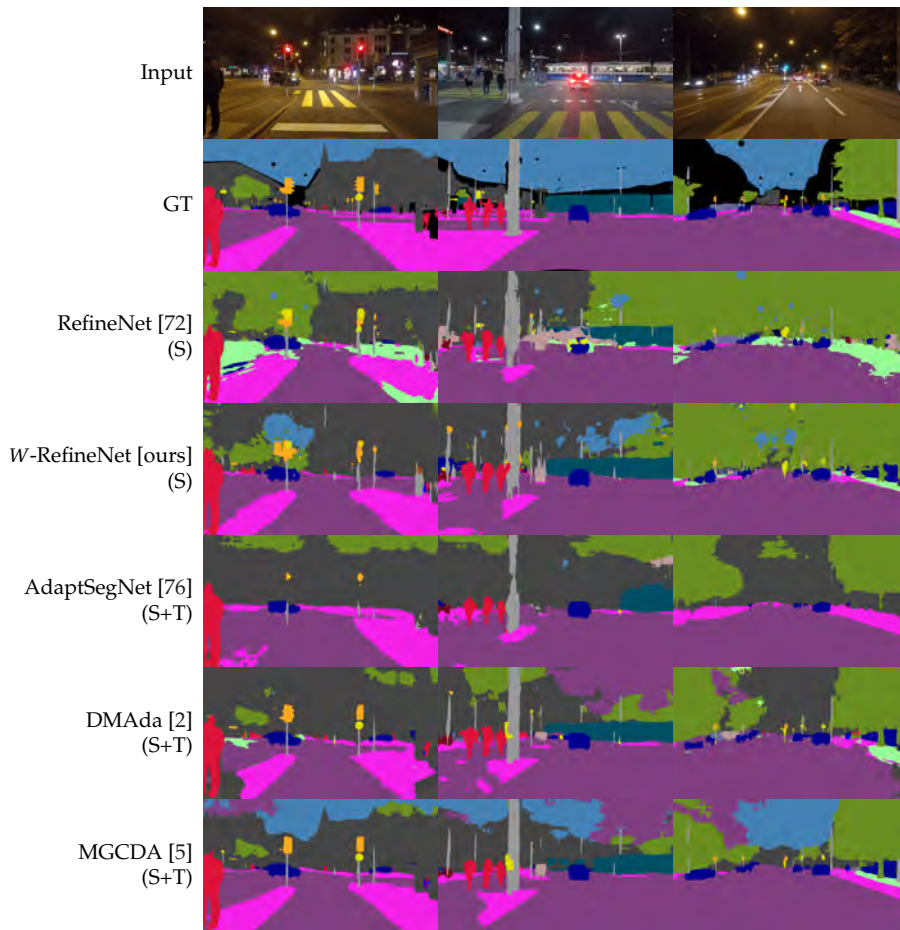 Input
GT
RefineNet [72]
(S)
W-RefineNet [ours]
(S)
AdaptSegNet [76]
(S+T)
DMAda [2]
(S+T)
MGCDA [5]
(S+T)